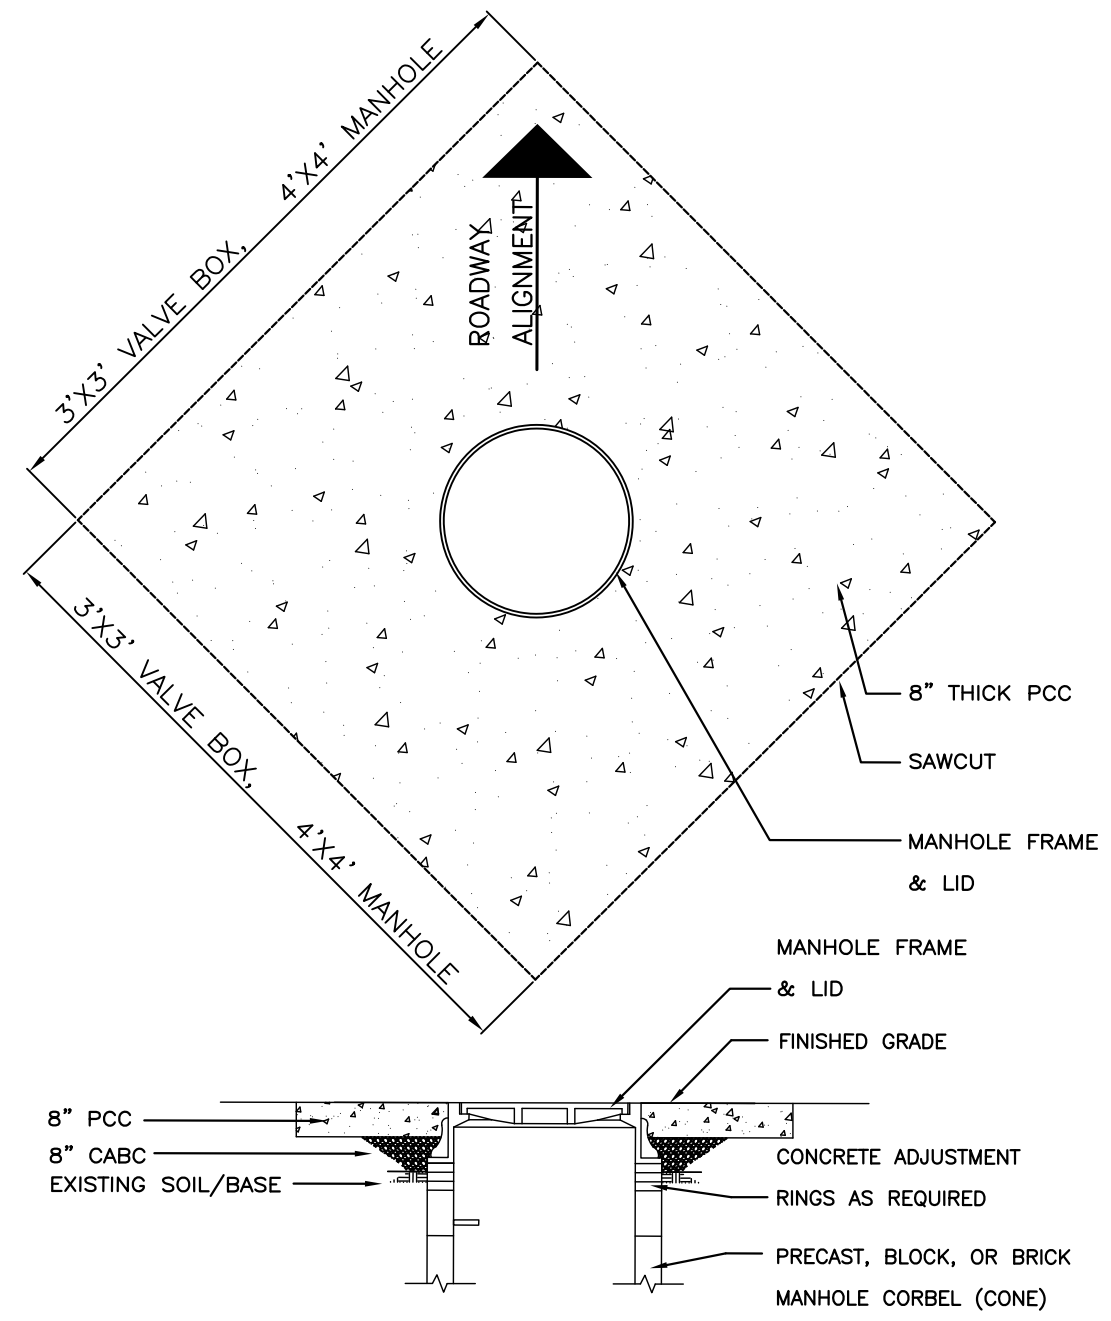 3'X3' VALVE BOX, 4'X4' MANHOLE
ROADWAY
ALIGNMENT
3'X3' VALVE BOX, 4'X4' MANHOLE
8" THICK PCC
SAWCUT
MANHOLE FRAME
& LID
MANHOLE FRAME
& LID
FINISHED GRADE
8" PCC
8" CABC
EXISTING SOIL/BASE
CONCRETE ADJUSTMENT
RINGS AS REQUIRED
PRECAST, BLOCK, OR BRICK
MANHOLE CORBEL (CONE)